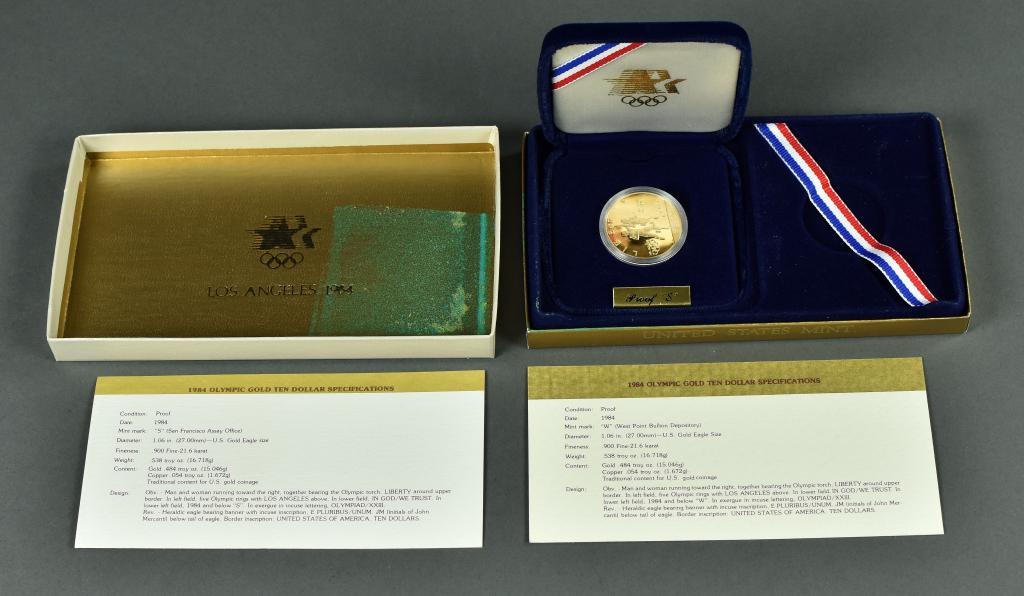 LOS ANGELES 1984
Proof "S"
UNITED STATES MINT
1984 OLYMPIC GOLD TEN DOLLAR SPECIFICATIONS
Condition: Proof
Date: 1984
Mint mark: "S" (San Francisco Assay Office)
Diameter: 1.06 in. (27.00mm)—U.S. Gold Eagle size
Fineness: .900 Fine-21.6 karat
Weight: .538 troy oz. (16.718g)
Content: Gold .484 troy oz. (15.046g)
Copper .054 troy oz. (1.672g)
Traditional content for U.S. gold coinage
Design: Obv. - Man and woman running toward the right, together bearing the Olympic torch. LIBERTY around upper
border. In left field, five Olympic rings with LOS ANGELES above. In lower field, IN GOD/WE TRUST. In
lower left field, 1984 and below "S". In exergue in incuse lettering, OLYMPIAD/XXIII.
Rev. - Heraldic eagle bearing banner with incuse inscription, E PLURIBUS/UNUM. JM (initials of John
Mercanti) below tail of eagle. Border inscription: UNITED STATES OF AMERICA. TEN DOLLARS.
1984 OLYMPIC GOLD TEN DOLLAR SPECIFICATIONS
Condition: Proof
Date: 1984
Mint mark: "W" (West Point Bullion Depository)
Diameter: 1.06 in. (27.00mm)—U.S. Gold Eagle Size
Fineness: .900 Fine-21.6 karat
Weight: .538 troy oz. (16.718g)
Content: Gold .484 troy oz. (15.046g)
Copper .054 troy oz. (1.672g)
Traditional content for U.S. gold coinage
Design: Obv. - Man and woman running toward the right, together bearing the Olympic torch. LIBERTY around upper
border. In left field, five Olympic rings with LOS ANGELES above. In lower field, IN GOD/WE TRUST. In
lower left field, 1984 and below "W". In exergue in incuse lettering, OLYMPIAD/XXIII.
Rev. - Heraldic eagle bearing banner with incuse inscription, E PLURIBUS/UNUM. JM (initials of John Mer-
canti) below tail of eagle. Border inscription: UNITED STATES OF AMERICA. TEN DOLLARS.